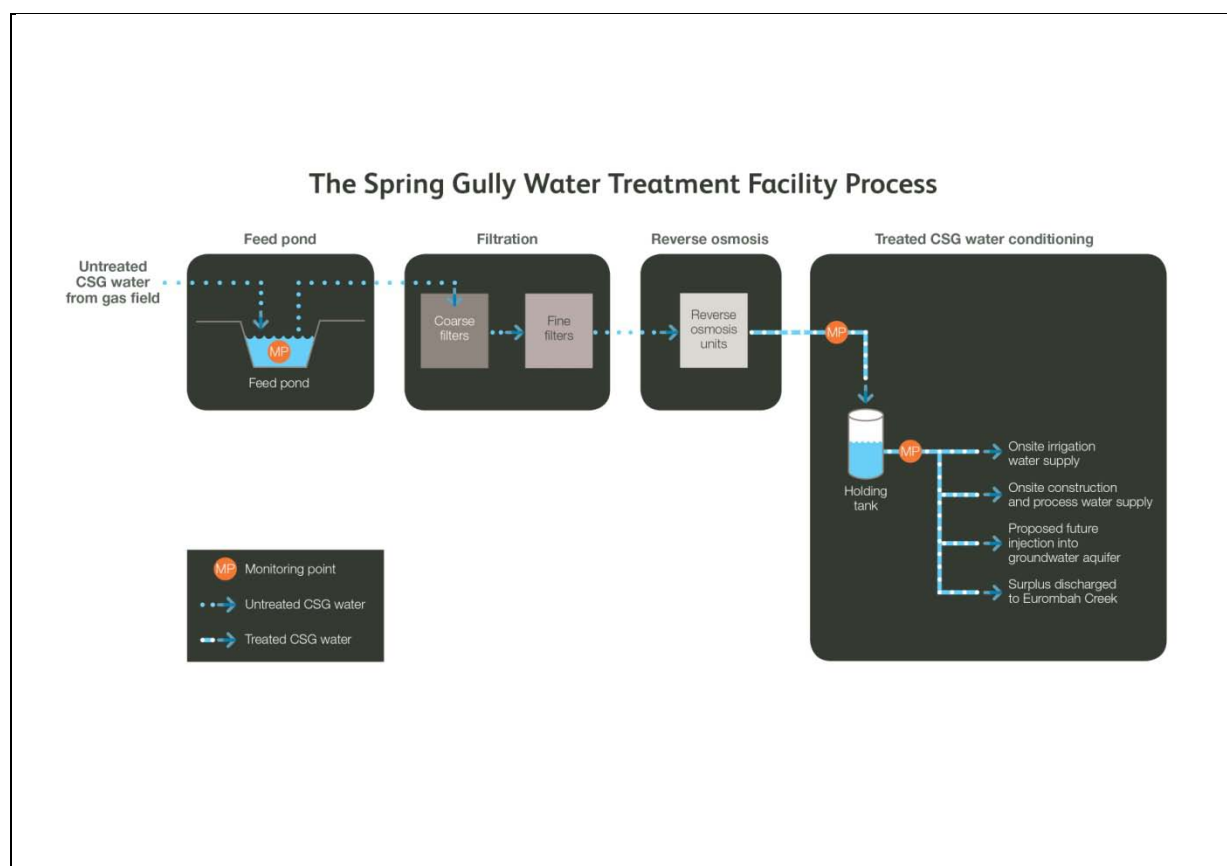 The Spring Gully Water Treatment Facility Process
Feed pond
Filtration
Reverse osmosis
Treated CSG water conditioning
Untreated
CSG water
from gas field
MP
Feed pond
Coarse
filters
Fine
filters
Reverse
osmosis
units
MP
Holding
tank
MP
Onsite irrigation
water supply
Onsite construction
and process water supply
Proposed future
injection into
groundwater aquifer
Surplus discharged
to Eurombah Creek
MP Monitoring point
Untreated CSG water
Treated CSG water